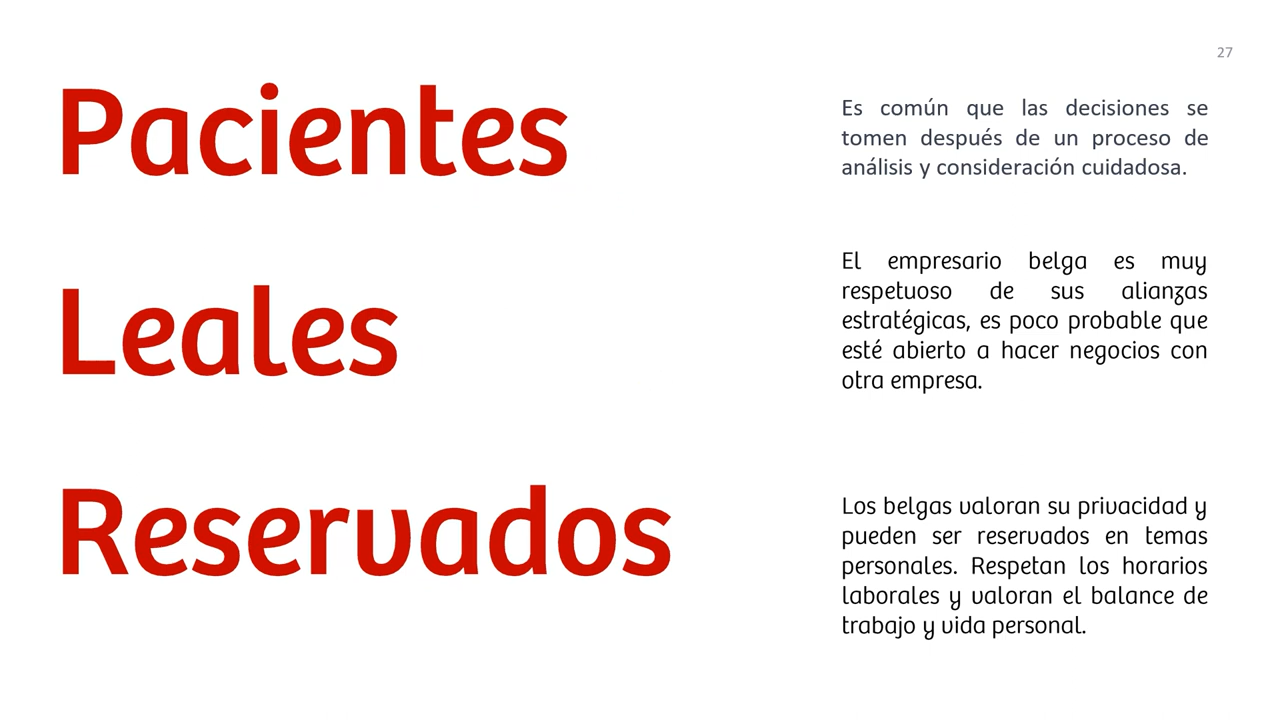 27
Pacientes
Es común que las decisiones se
tomen después de un proceso de
análisis y consideración cuidadosa.
Leales
El empresario belga es muy
respetuoso de sus alianzas
estratégicas, es poco probable que
esté abierto a hacer negocios con
otra empresa.
Reservados
Los belgas valoran su privacidad y
pueden ser reservados en temas
personales. Respetan los horarios
laborales y valoran el balance de
trabajo y vida personal.